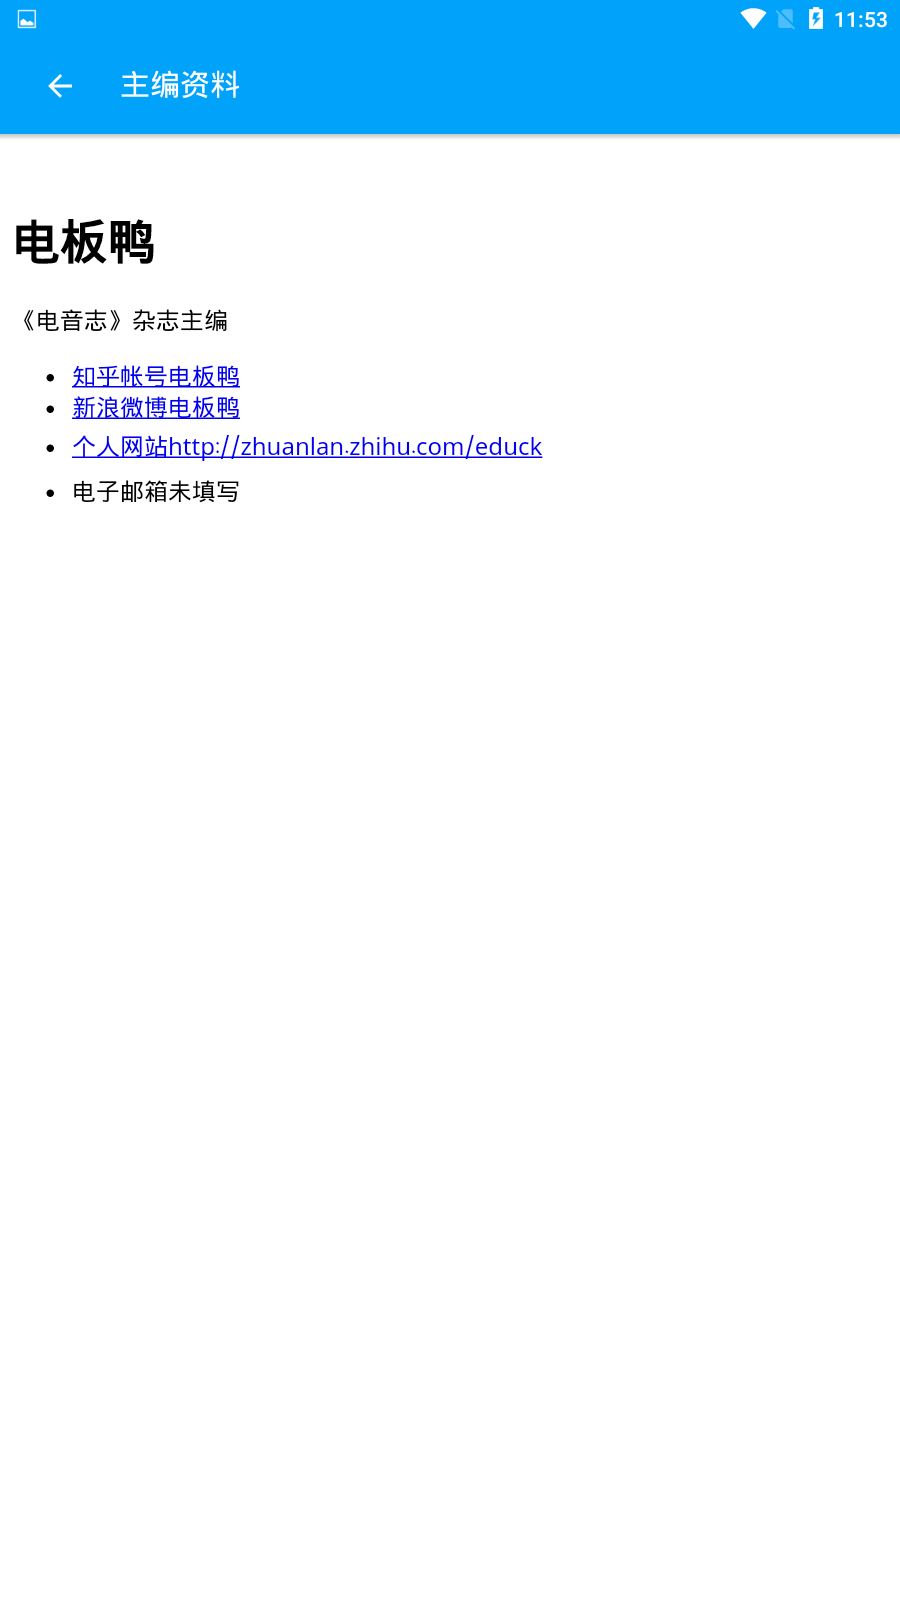 11:53
主编资料
电板鸭
《电音志》杂志主编
知乎帐号电板鸭
新浪微博电板鸭
个人网站http://zhuanlan.zhihu.com/educk
电子邮箱未填写